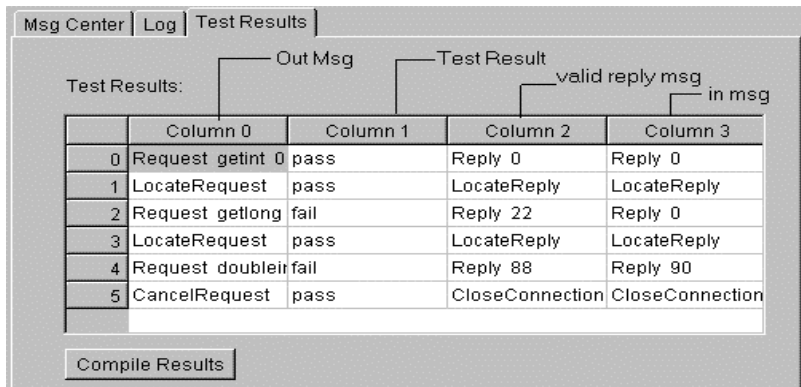 Msg Center Log Test Results
Out Msg Test Result
valid reply msg
Test Results: in msg
Column 0 Column 1 Column 2 Column 3
0 Request getint 0 pass Reply 0 Reply 0
1 LocateRequest pass LocateReply LocateReply
2 Request getlong fail Reply 22 Reply 0
3 LocateRequest pass LocateReply LocateReply
4 Request doublein fail Reply 88 Reply 90
5 CancelRequest pass CloseConnection CloseConnection
Compile Results